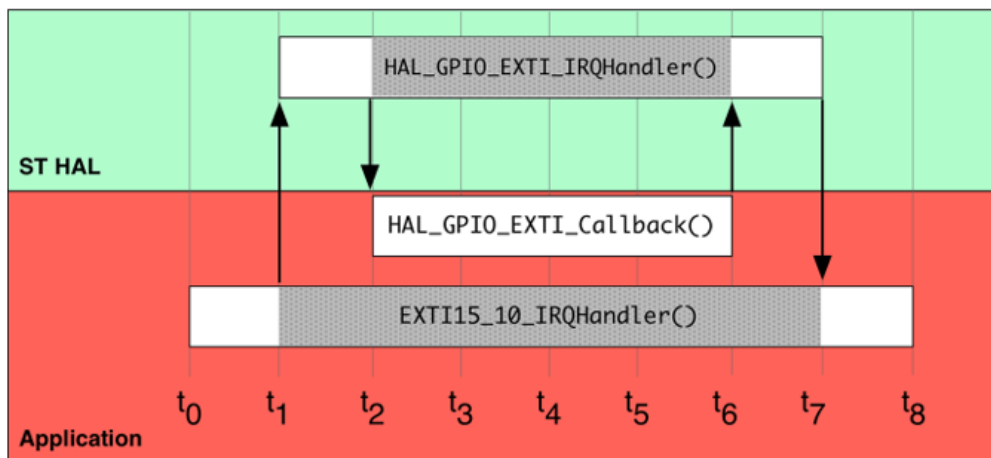 HAL_GPIO_EXTI_IRQHandler()
ST HAL
HAL_GPIO_EXTI_Callback()
EXTI15_10_IRQHandler()
t0 t1 t2 t3 t4 t5 t6 t7 t8
Application